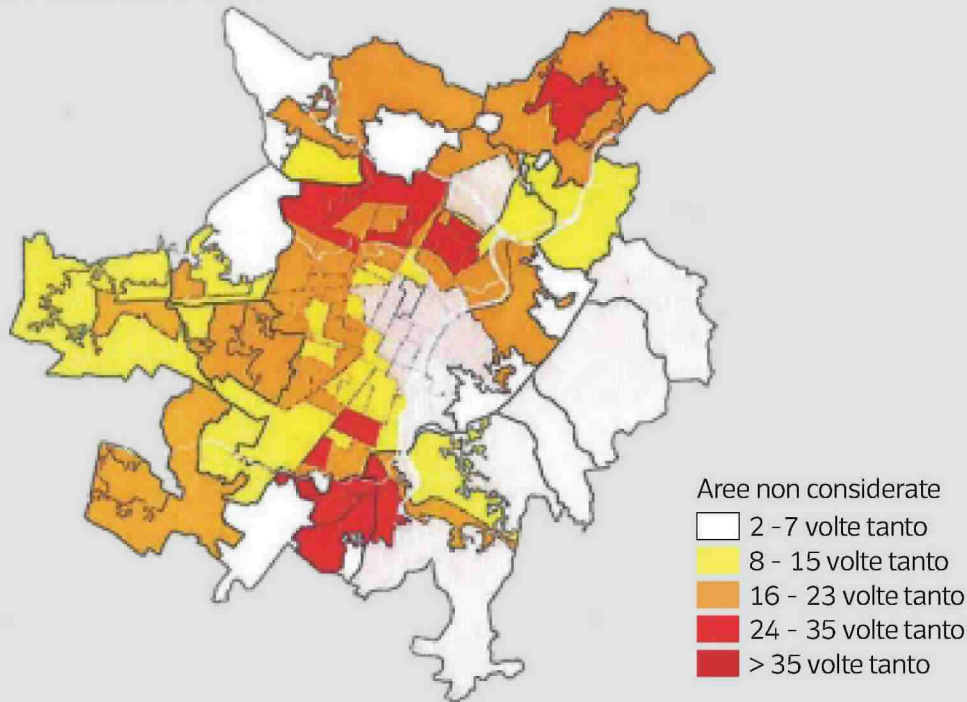 Aree non considerate
2 - 7 volte tanto
8 - 15 volte tanto
16 - 23 volte tanto
24 - 35 volte tanto
> 35 volte tanto